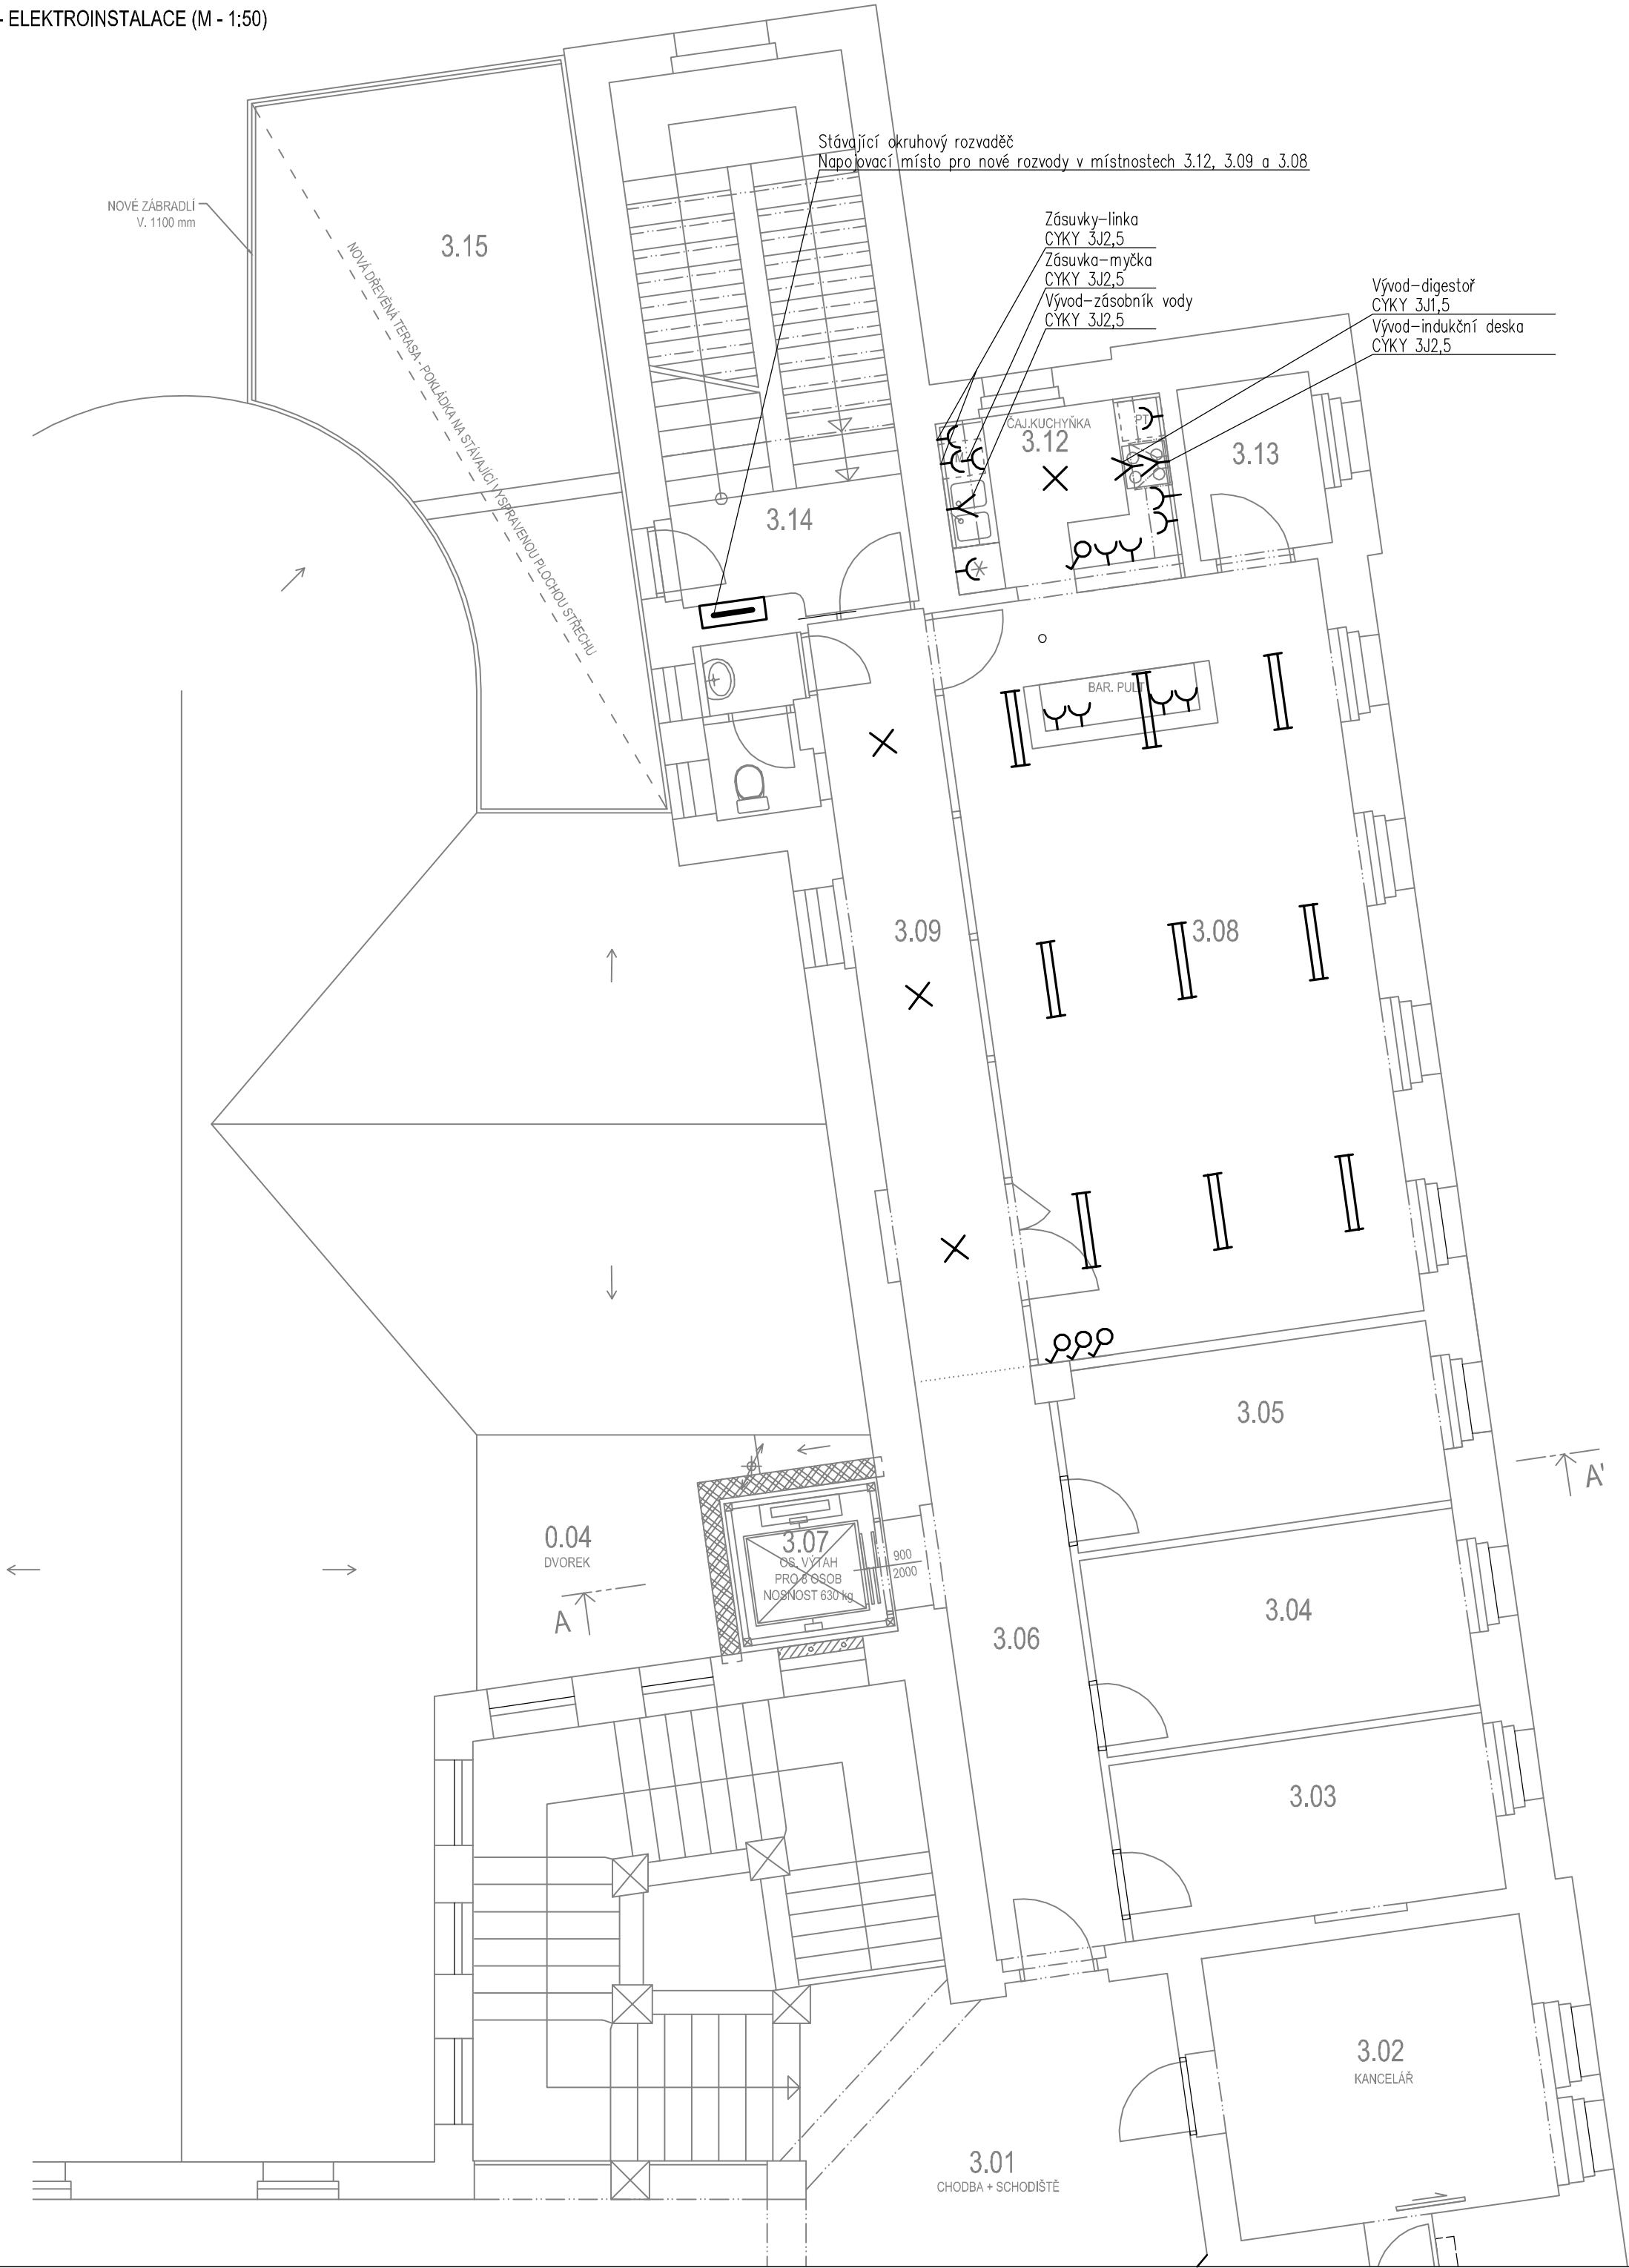 - ELEKTROINSTALACE (M - 1:50)
Stávající okruhový rozvaděč
Napojovací místo pro nové rozvody v místnostech 3.12, 3.09 a 3.08
NOVÉ ZÁBRADLÍ
V. 1100 mm
3.15
NOVÁ DŘEVĚNÁ TERASA - POKLÁDKA NA STÁVAJÍCÍ VYSPRAVENOU PLOCHOU STŘECHU
Zásuvky-linka
CYKY 3J2,5
Zásuvka-myčka
CYKY 3J2,5
Vývod-zásobník vody
CYKY 3J2,5
Vývod-digestoř
CYKY 3J1,5
Vývod-indukční deska
CYKY 3J2,5
ČAJ.KUCHYŇKA
3.12
PT
M
3.13
3.14
BAR. PULT
3.09
3.08
3.05
A'
0.04
DVOREK
3.07
OS. VÝTAH
PRO 8 OSOB
NOSNOST 630 kg
900
2000
A
3.04
3.06
3.03
3.02
KANCELÁŘ
3.01
CHODBA + SCHODIŠTĚ